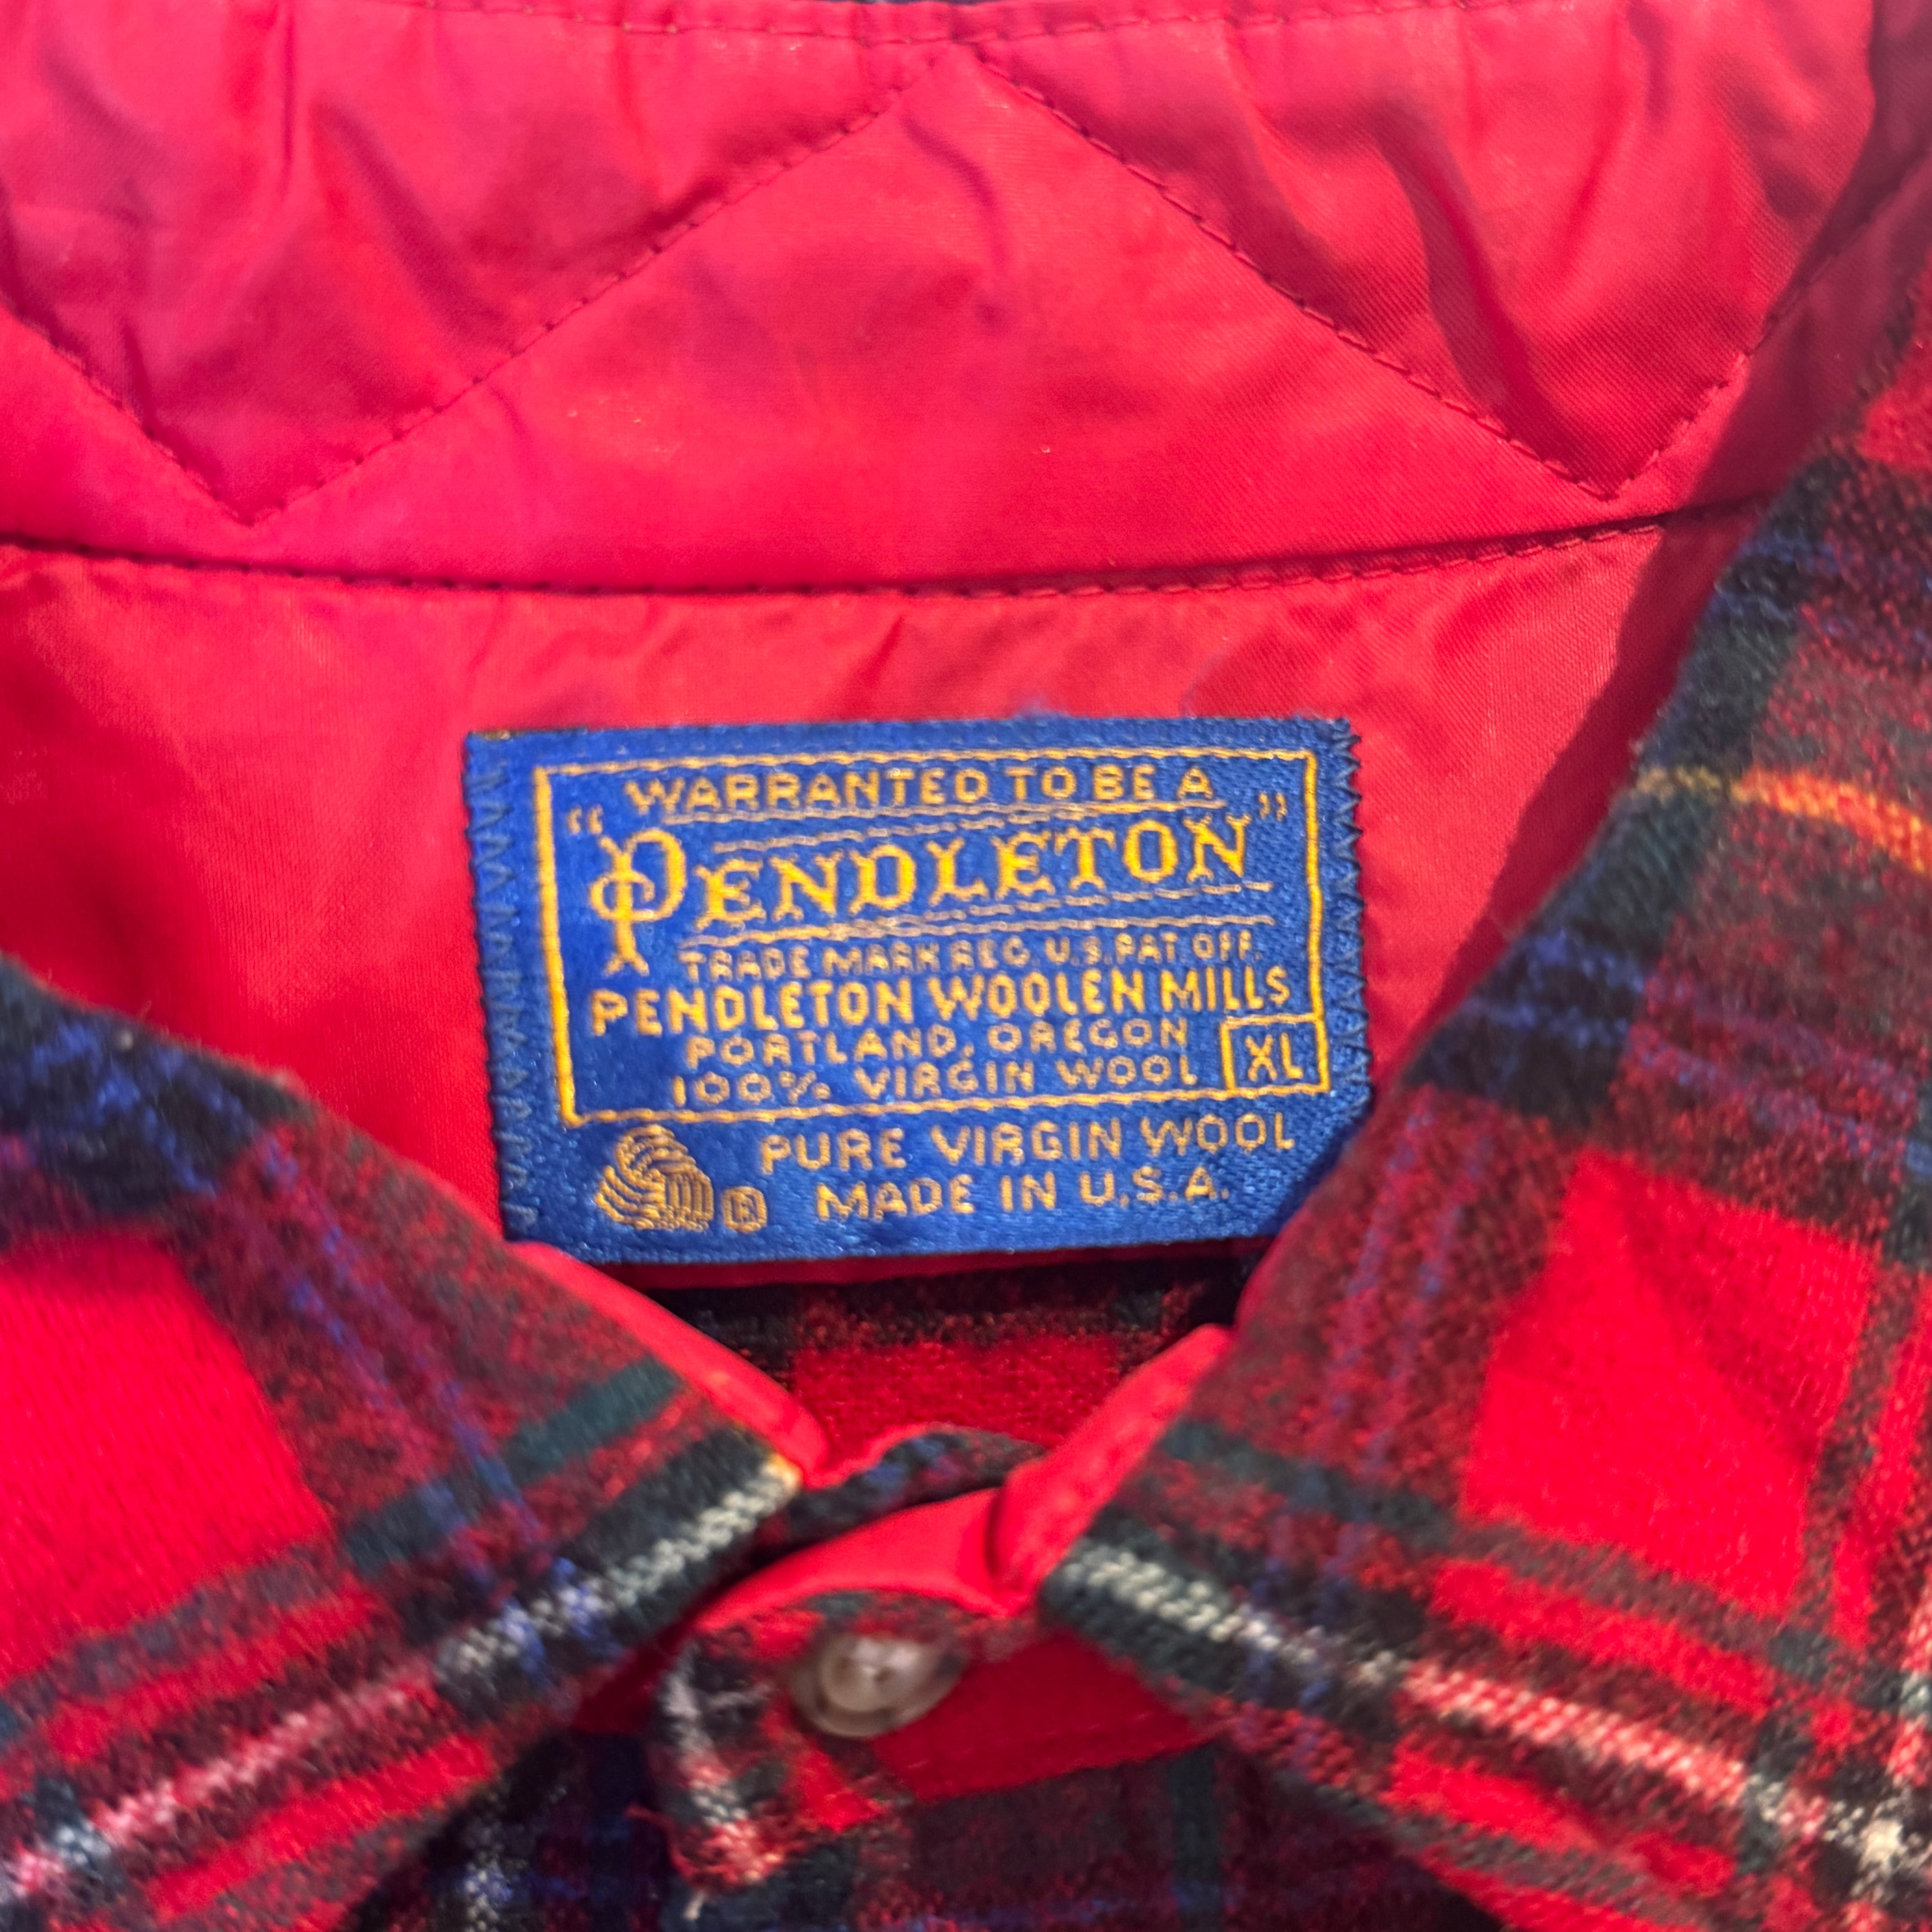 WARRANTED TO BE A
"PENDLETON"
TRADE MARK REG. U.S. PAT. OFF.
PENDLETON WOOLEN MILLS
PORTLAND, OREGON
100% VIRGIN WOOL XL
PURE VIRGIN WOOL
® MADE IN U.S.A.